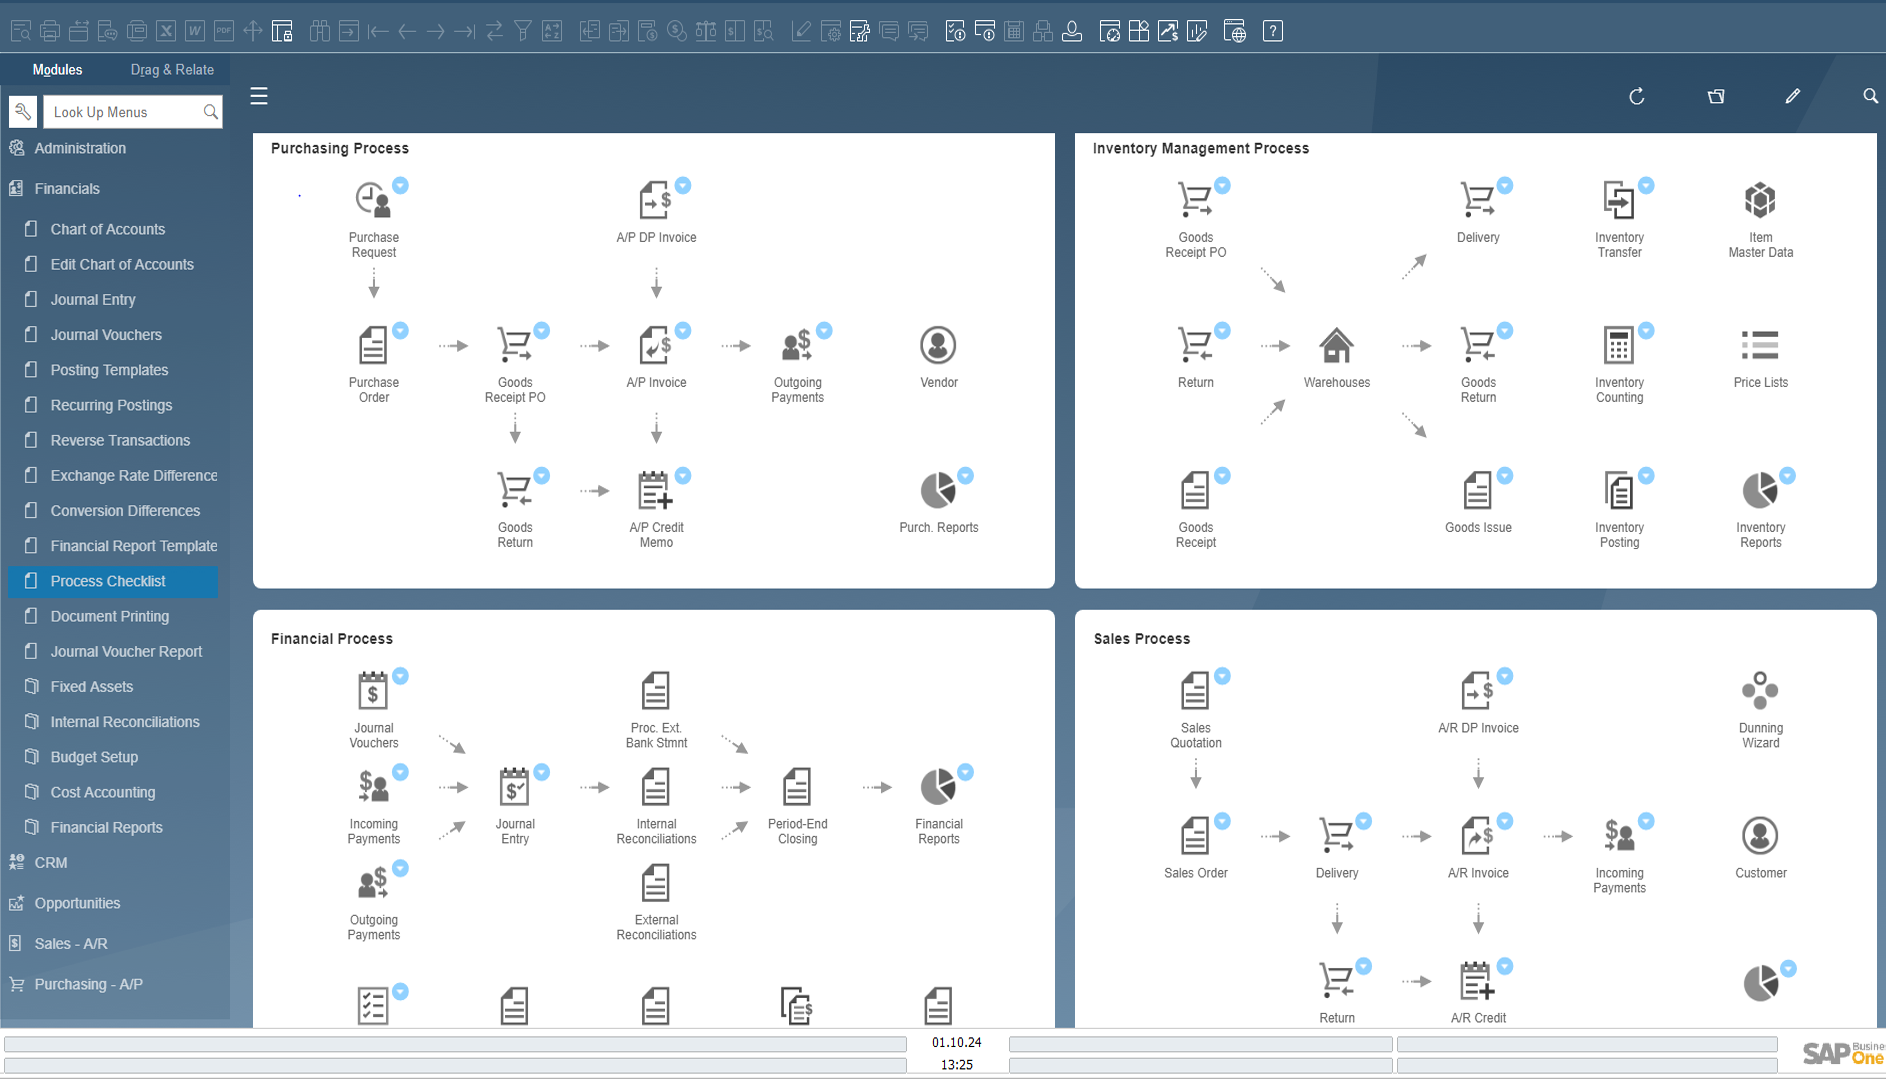 Modules
Drag & Relate
Look Up Menus
Administration
Financials
Chart of Accounts
Edit Chart of Accounts
Journal Entry
Journal Vouchers
Posting Templates
Recurring Postings
Reverse Transactions
Exchange Rate Difference
Conversion Differences
Financial Report Template
Process Checklist
Document Printing
Journal Voucher Report
Fixed Assets
Internal Reconciliations
Budget Setup
Cost Accounting
Financial Reports
CRM
Opportunities
Sales - A/R
Purchasing - A/P
Purchasing Process
Purchase
Request
A/P DP Invoice
Purchase
Order
Goods
Receipt PO
A/P Invoice
Outgoing
Payments
Vendor
Goods
Return
A/P Credit
Memo
Purch. Reports
Inventory Management Process
Goods
Receipt PO
Delivery
Inventory
Transfer
Item
Master Data
Return
Warehouses
Goods
Return
Inventory
Counting
Price Lists
Goods
Receipt
Goods Issue
Inventory
Posting
Inventory
Reports
Financial Process
Journal
Vouchers
Proc. Ext.
Bank Stmnt
Incoming
Payments
Journal
Entry
Internal
Reconciliations
Period-End
Closing
Financial
Reports
Outgoing
Payments
External
Reconciliations
Sales Process
Sales
Quotation
A/R DP Invoice
Dunning
Wizard
Sales Order
Delivery
A/R Invoice
Incoming
Payments
Customer
Return
A/R Credit
01.10.24
13:25
SAP Busine
One